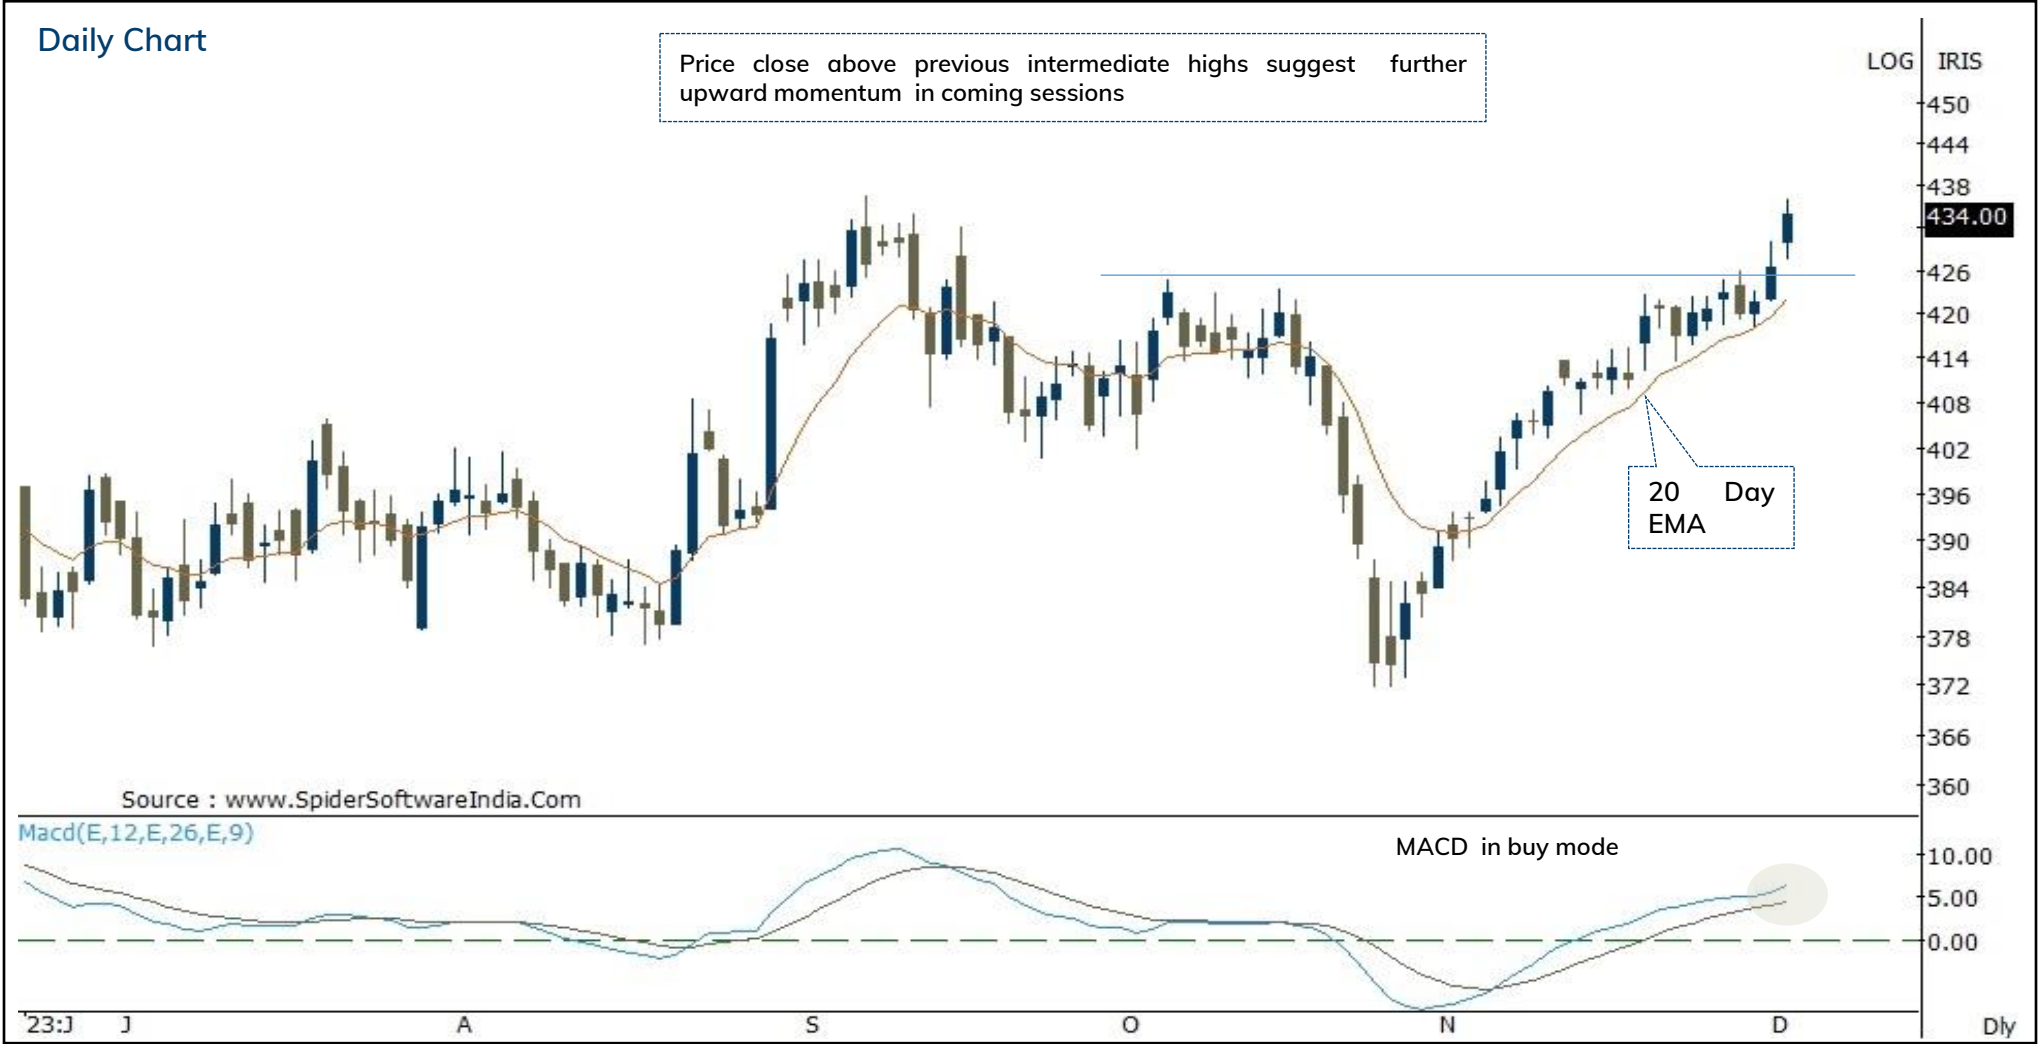 Daily Chart
Price close above previous intermediate highs suggest further
upward momentum in coming sessions
LOG IRIS
450
444
438
434.00
426
420
414
408
402
396
390
384
378
372
366
360
20 Day
EMA
Source : www.SpiderSoftwareIndia.Com
Macd(E,12,E,26,E,9)
MACD in buy mode
10.00
5.00
0.00
'23:J J A S O N D Dly